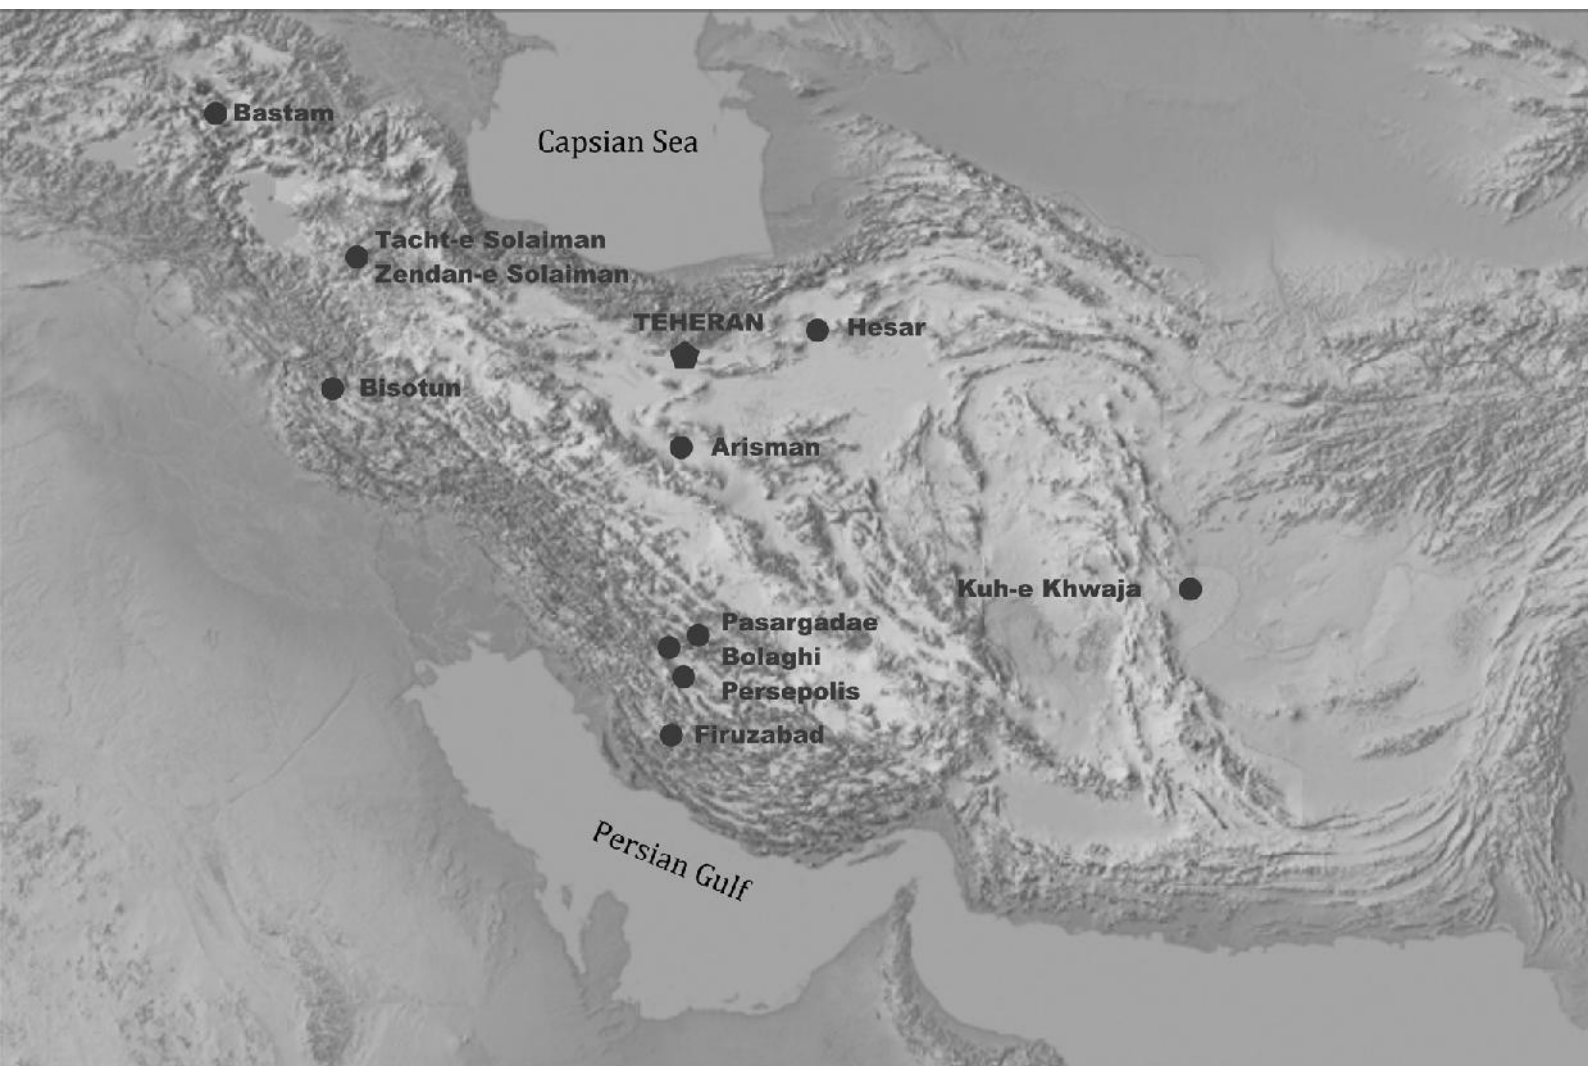 Bastam
Capsian Sea
Tacht-e Solaiman
Zendan-e Solaiman
TEHERAN
Hesar
Bisotun
Arisman
Kuh-e Khwaja
Pasargadae
Bolaghi
Persepolis
Firuzabad
Persian Gulf